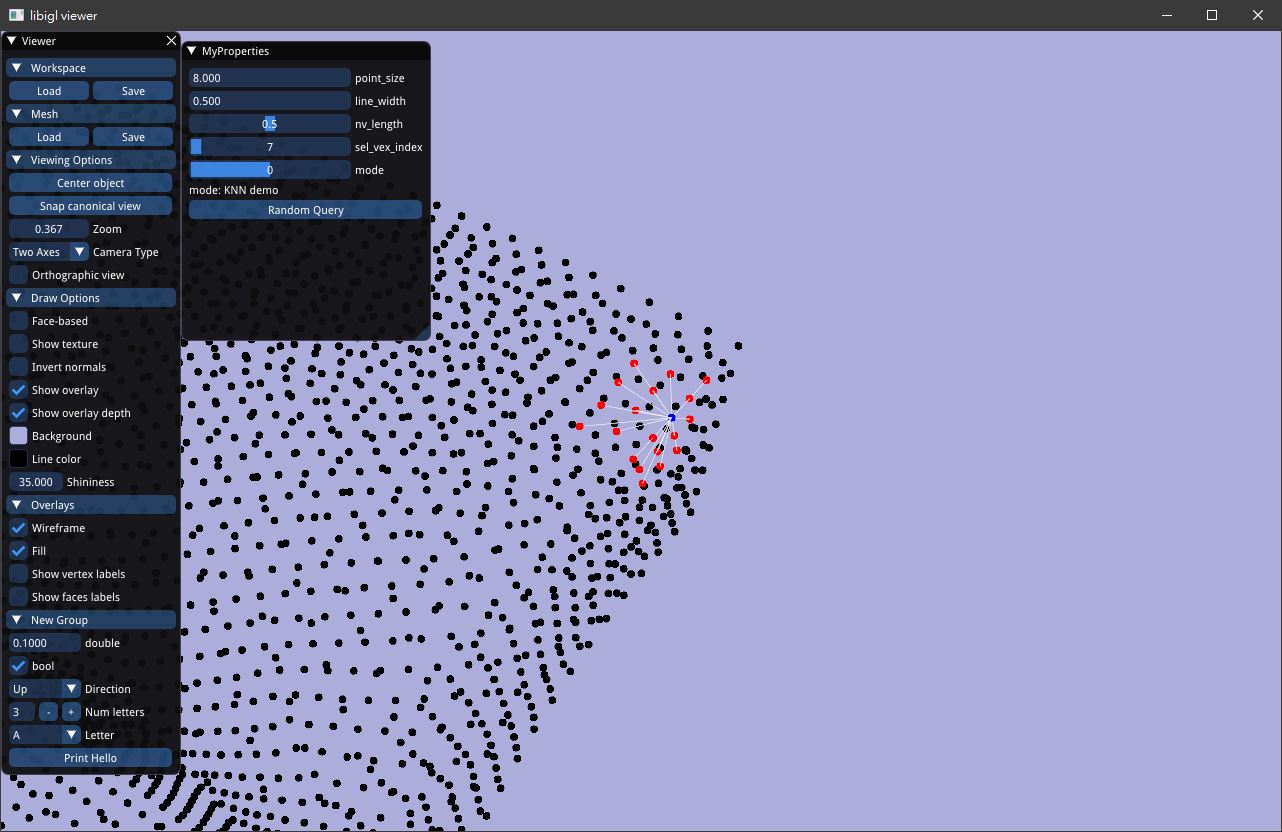 libigl viewer
Viewer
Workspace
Load Save
Mesh
Load Save
Viewing Options
Center object
Snap canonical view
0.367 Zoom
Two Axes Camera Type
Orthographic view
Draw Options
Face-based
Show texture
Invert normals
Show overlay
Show overlay depth
Background
Line color
35.000 Shininess
Overlays
Wireframe
Fill
Show vertex labels
Show faces labels
New Group
0.1000 double
bool
Up Direction
3 - + Num letters
A Letter
Print Hello
MyProperties
8.000 point_size
0.500 line_width
0.5 nv_length
7 sel_vex_index
0 mode
mode: KNN demo
Random Query